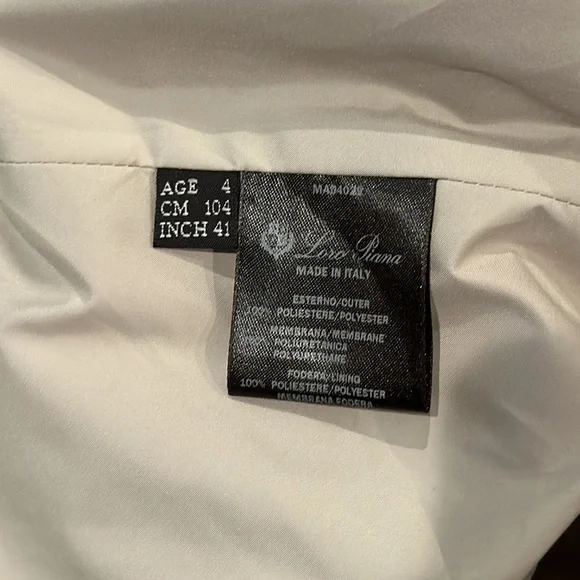 AGE 4
CM 104
INCH 41
Loro Piana
MADE IN ITALY
ESTERNO/OUTER
100% POLIESTERE/POLYESTER
MEMBRANA/MEMBRANE
POLIURETANICA
POLYURETHANE
FODERA/LINING
100% POLIESTERE/POLYESTER
MEMBRANA FODERA